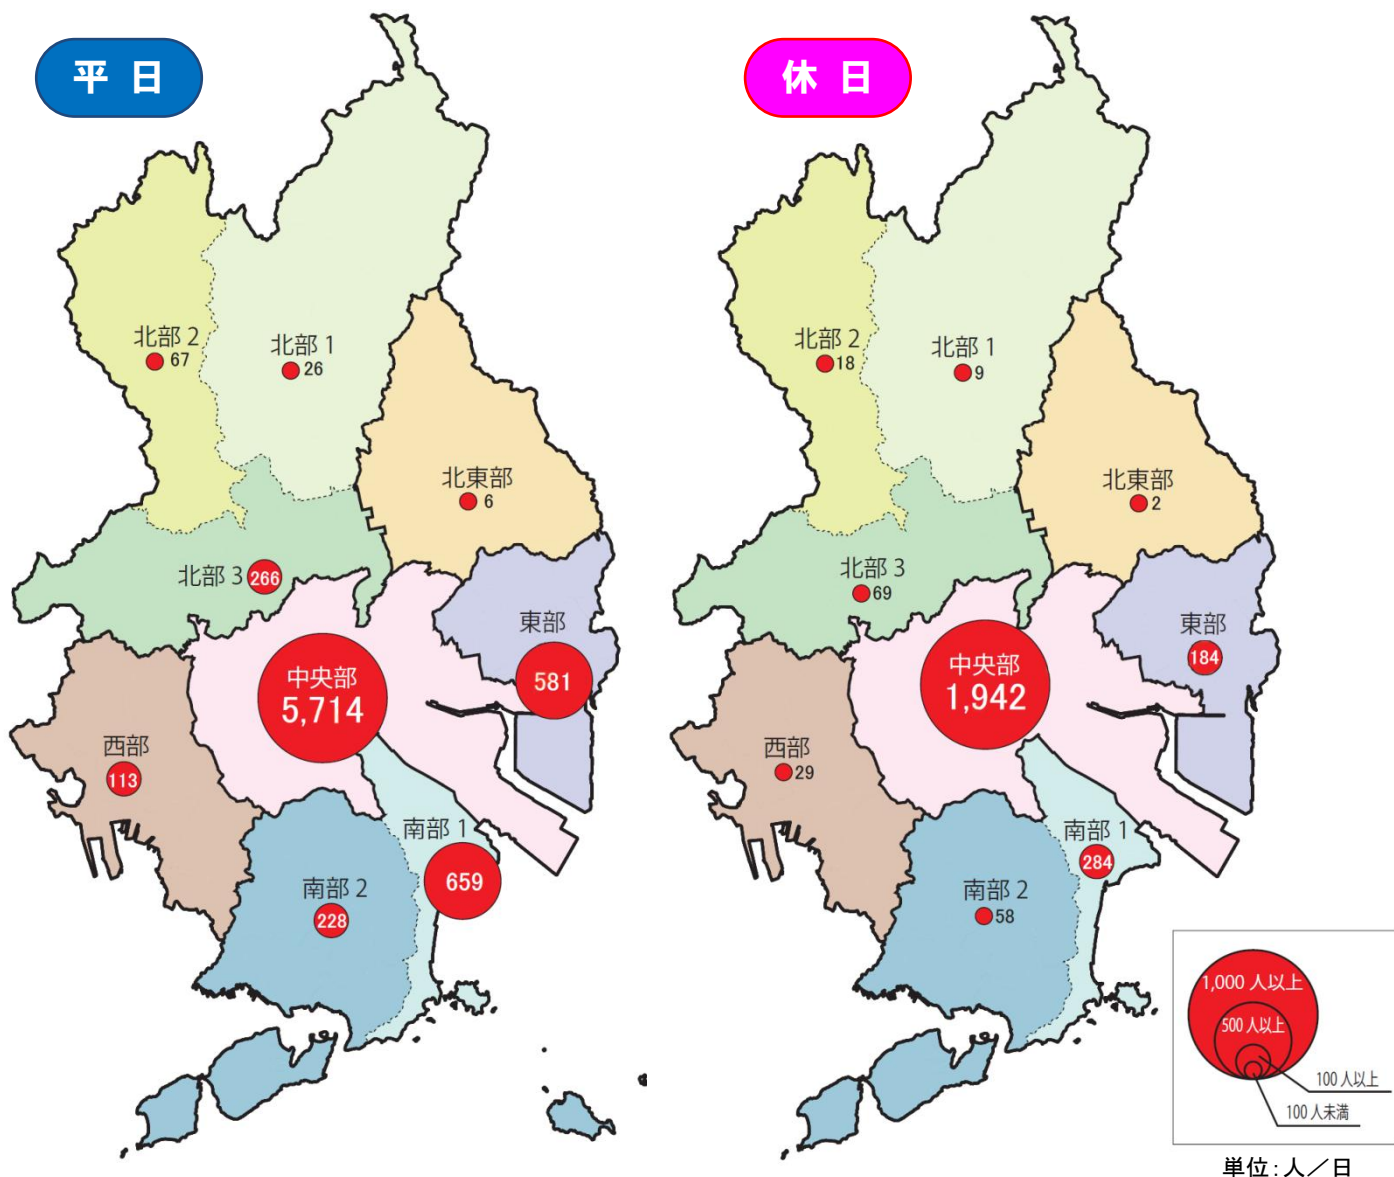 平 日
北部 2
67
北部 1
26
北東部
6
北部 3
266
東部
581
中央部
5,714
西部
113
南部 1
659
南部 2
228
休 日
北部 2
18
北部 1
9
北東部
2
北部 3
69
東部
184
中央部
1,942
西部
29
南部 1
284
南部 2
58
1,000 人以上
500 人以上
100 人以上
100 人未満
単位:人/日